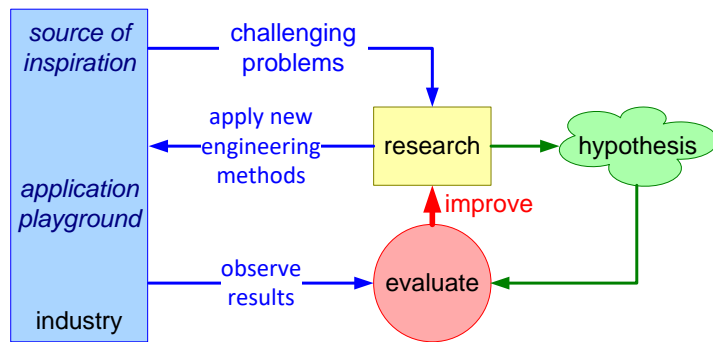 source of
inspiration
challenging
problems
apply new
engineering
methods
research
hypothesis
application
playground
improve
observe
results
evaluate
industry